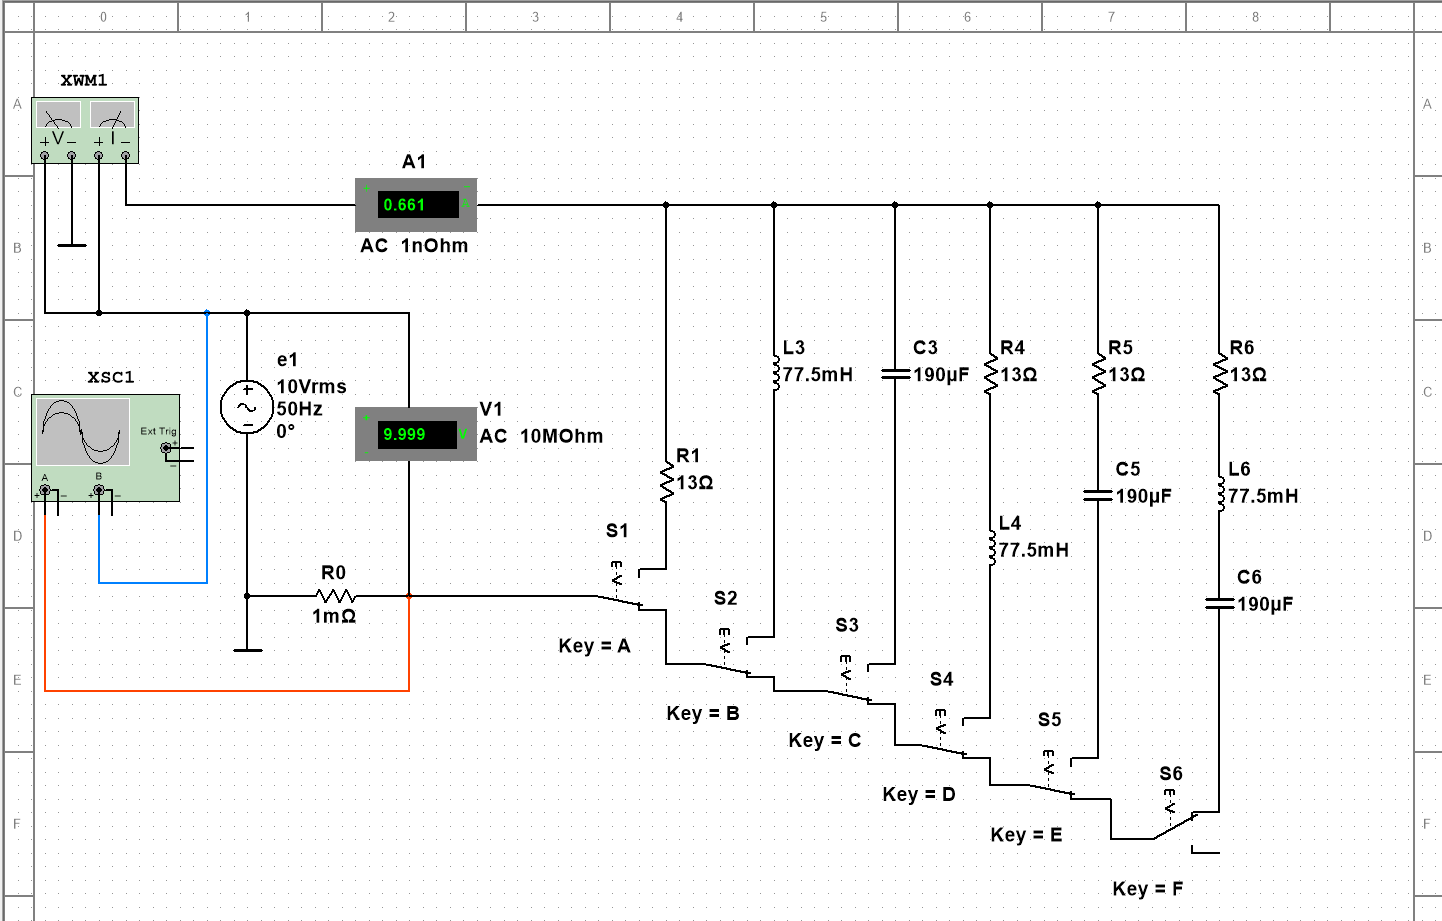 0 1 2 3 4 5 6 7 8
XWM1
A A
V I
+ − + −
A1
+ −
0.661 A
AC 1nOhm
B B
e1
10Vrms
50Hz
0°
XSC1
Ext Trig
+
−
A B
+ − + −
C C
V1
+
9.999 V
−
AC 10MOhm
L3
77.5mH
C3
190µF
R4
13Ω
R5
13Ω
R6
13Ω
R1
13Ω
C5
190µF
L6
77.5mH
D D
S1
L4
77.5mH
R0
1mΩ
C6
190µF
S2
S3
Key = A
E E
S4
Key = B
S5
Key = C
S6
Key = D
F F
Key = E
Key = F